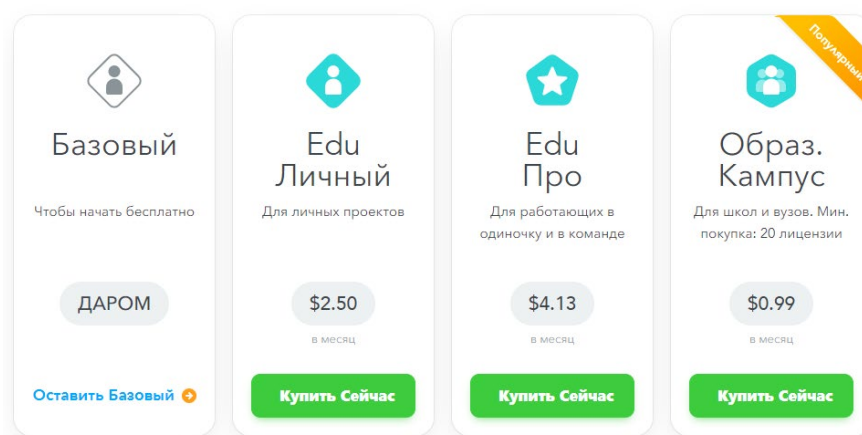 Популярный
Базовый
Чтобы начать бесплатно
ДАРОМ
Оставить Базовый
Edu
Личный
Для личных проектов
$2.50
в месяц
Купить Сейчас
Edu
Про
Для работающих в
одиночку и в команде
$4.13
в месяц
Купить Сейчас
Образ.
Кампус
Для школ и вузов. Мин.
покупка: 20 лицензии
$0.99
в месяц
Купить Сейчас